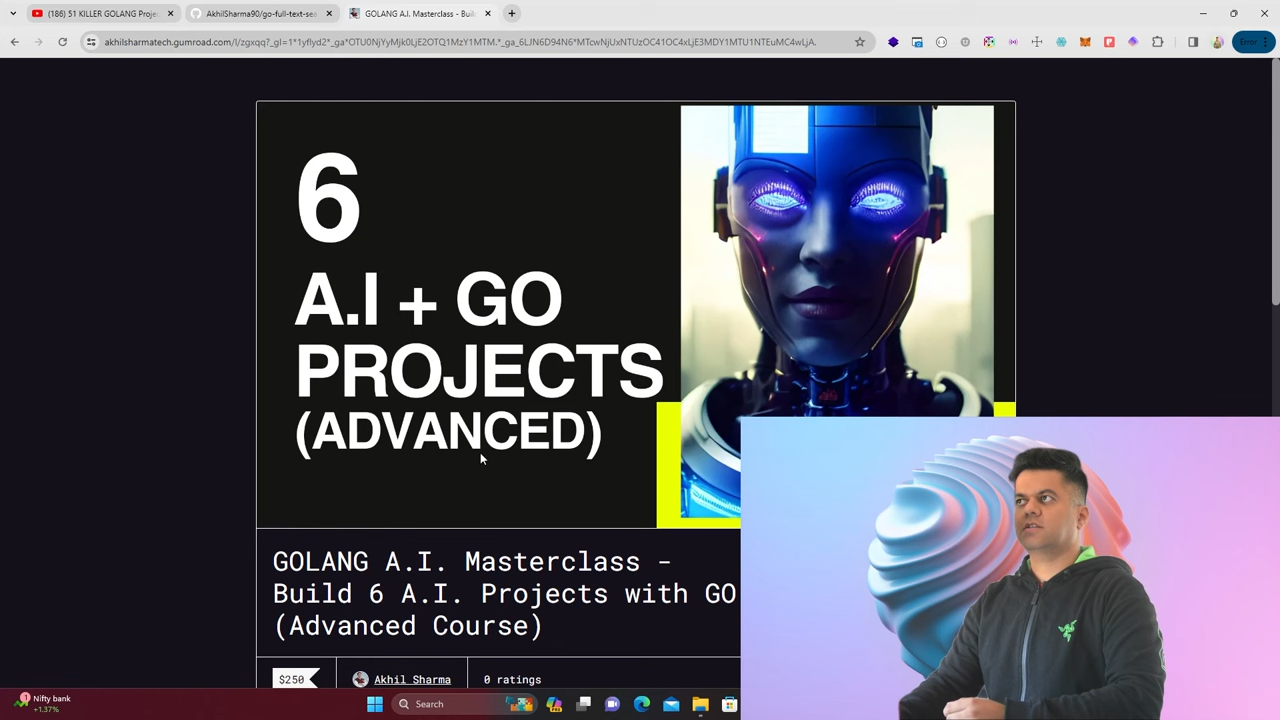 (186) 51 KILLER GOLANG Proje
AkhilSharma90/go-full-text-sea
GOLANG A.I. Masterclass - Buil
akhilsharmatech.gumroad.com/l/zgxqq?_gl=1*1yflyd2*_ga*OTU0NjYyMjk0LjE2OTQ1MzY1MTM.*_ga_6LJN6D94N6*MTcwNjUxNTUzOC41OC4xLjE3MDY1MTU1NTEuMC4wLjA.
Error
6
A.I + GO
PROJECTS
(ADVANCED)
GOLANG A.I. Masterclass -
Build 6 A.I. Projects with GO
(Advanced Course)
$250
Akhil Sharma
0 ratings
Nifty bank
+1.37%
Search